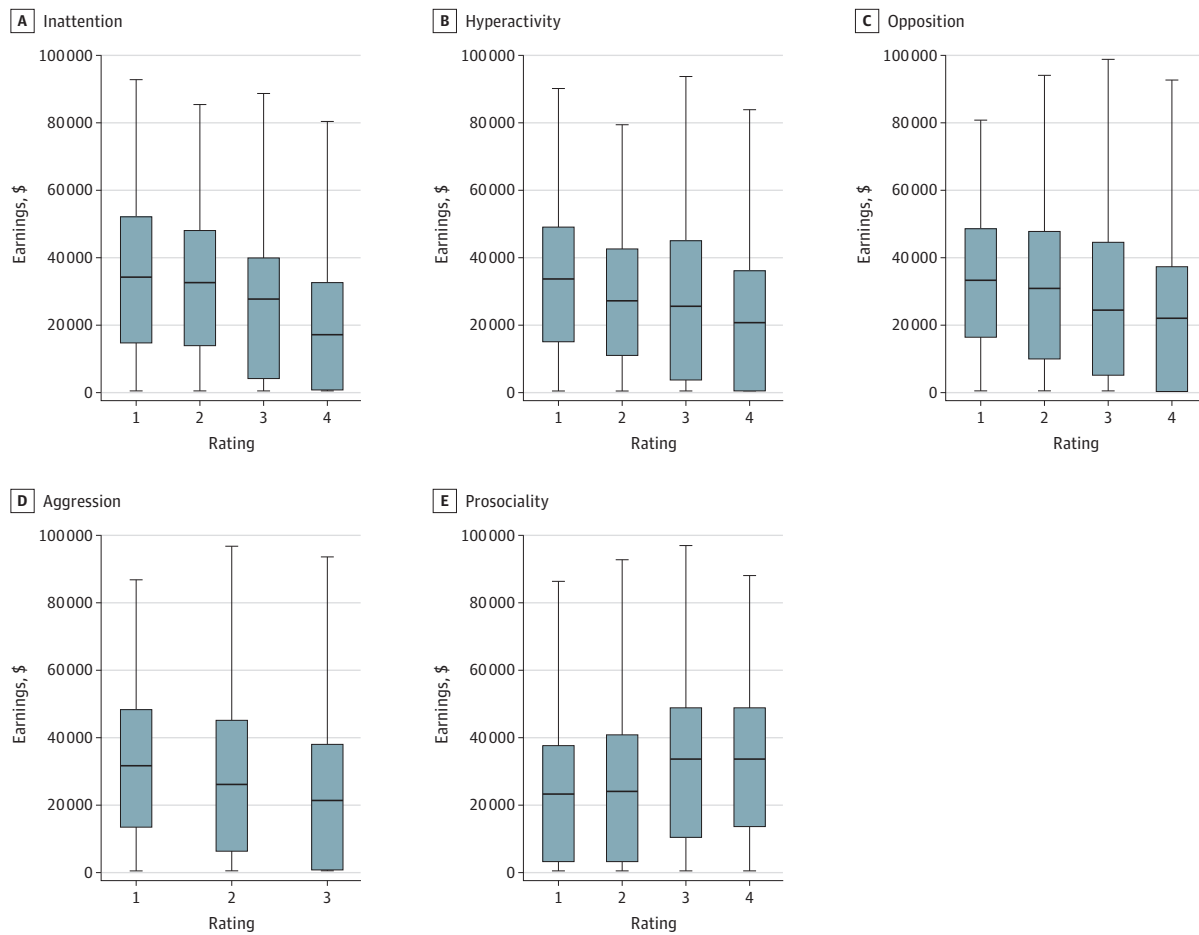 A Inattention
100000
80000
60000
40000
20000
0
Earnings, $
1 2 3 4
Rating
B Hyperactivity
100000
80000
60000
40000
20000
0
Earnings, $
1 2 3 4
Rating
C Opposition
100000
80000
60000
40000
20000
0
Earnings, $
1 2 3 4
Rating
D Aggression
100000
80000
60000
40000
20000
0
Earnings, $
1 2 3
Rating
E Prosociality
100000
80000
60000
40000
20000
0
Earnings, $
1 2 3 4
Rating